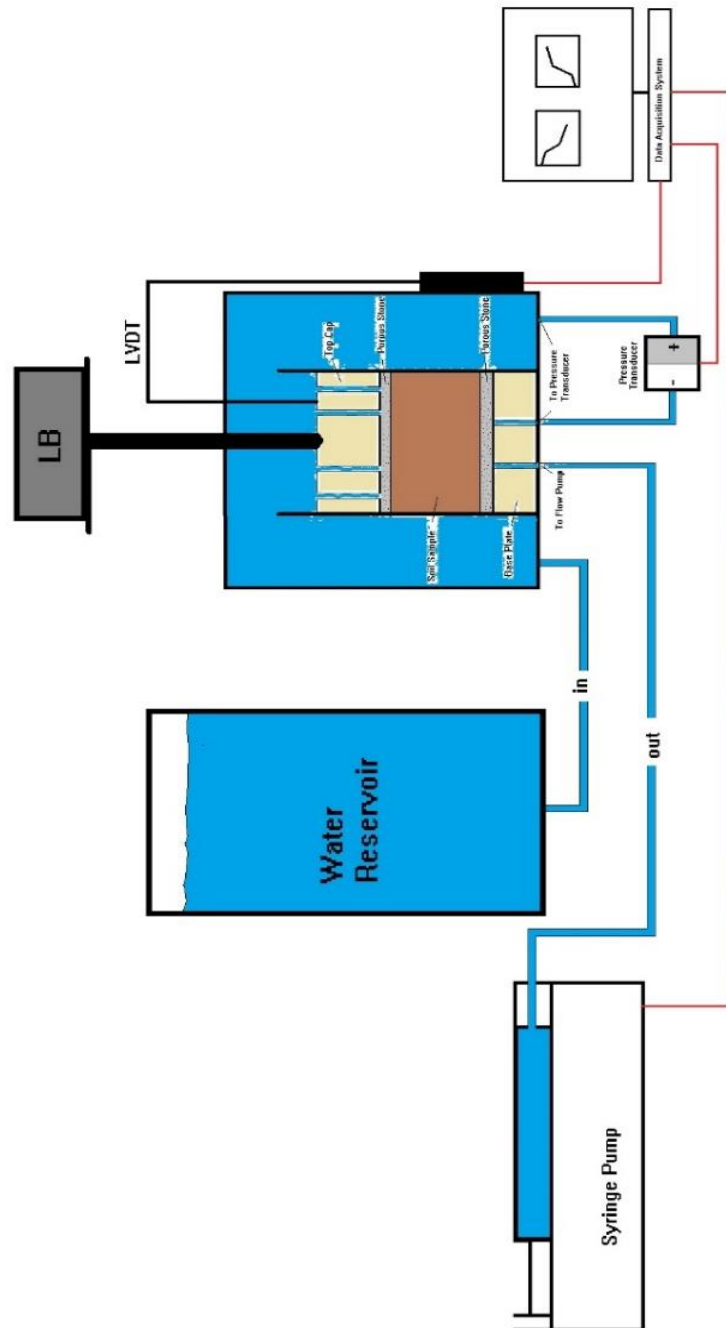 LB
LVDT
Top Cap
Porous Stone
Porous Stone
Soil Sample
Base Plate
To Pressure
Transducer
To Flow Pump
Pressure
Transducer
+
-
Data Acquisition System
Water
Reservoir
in
out
Syringe Pump